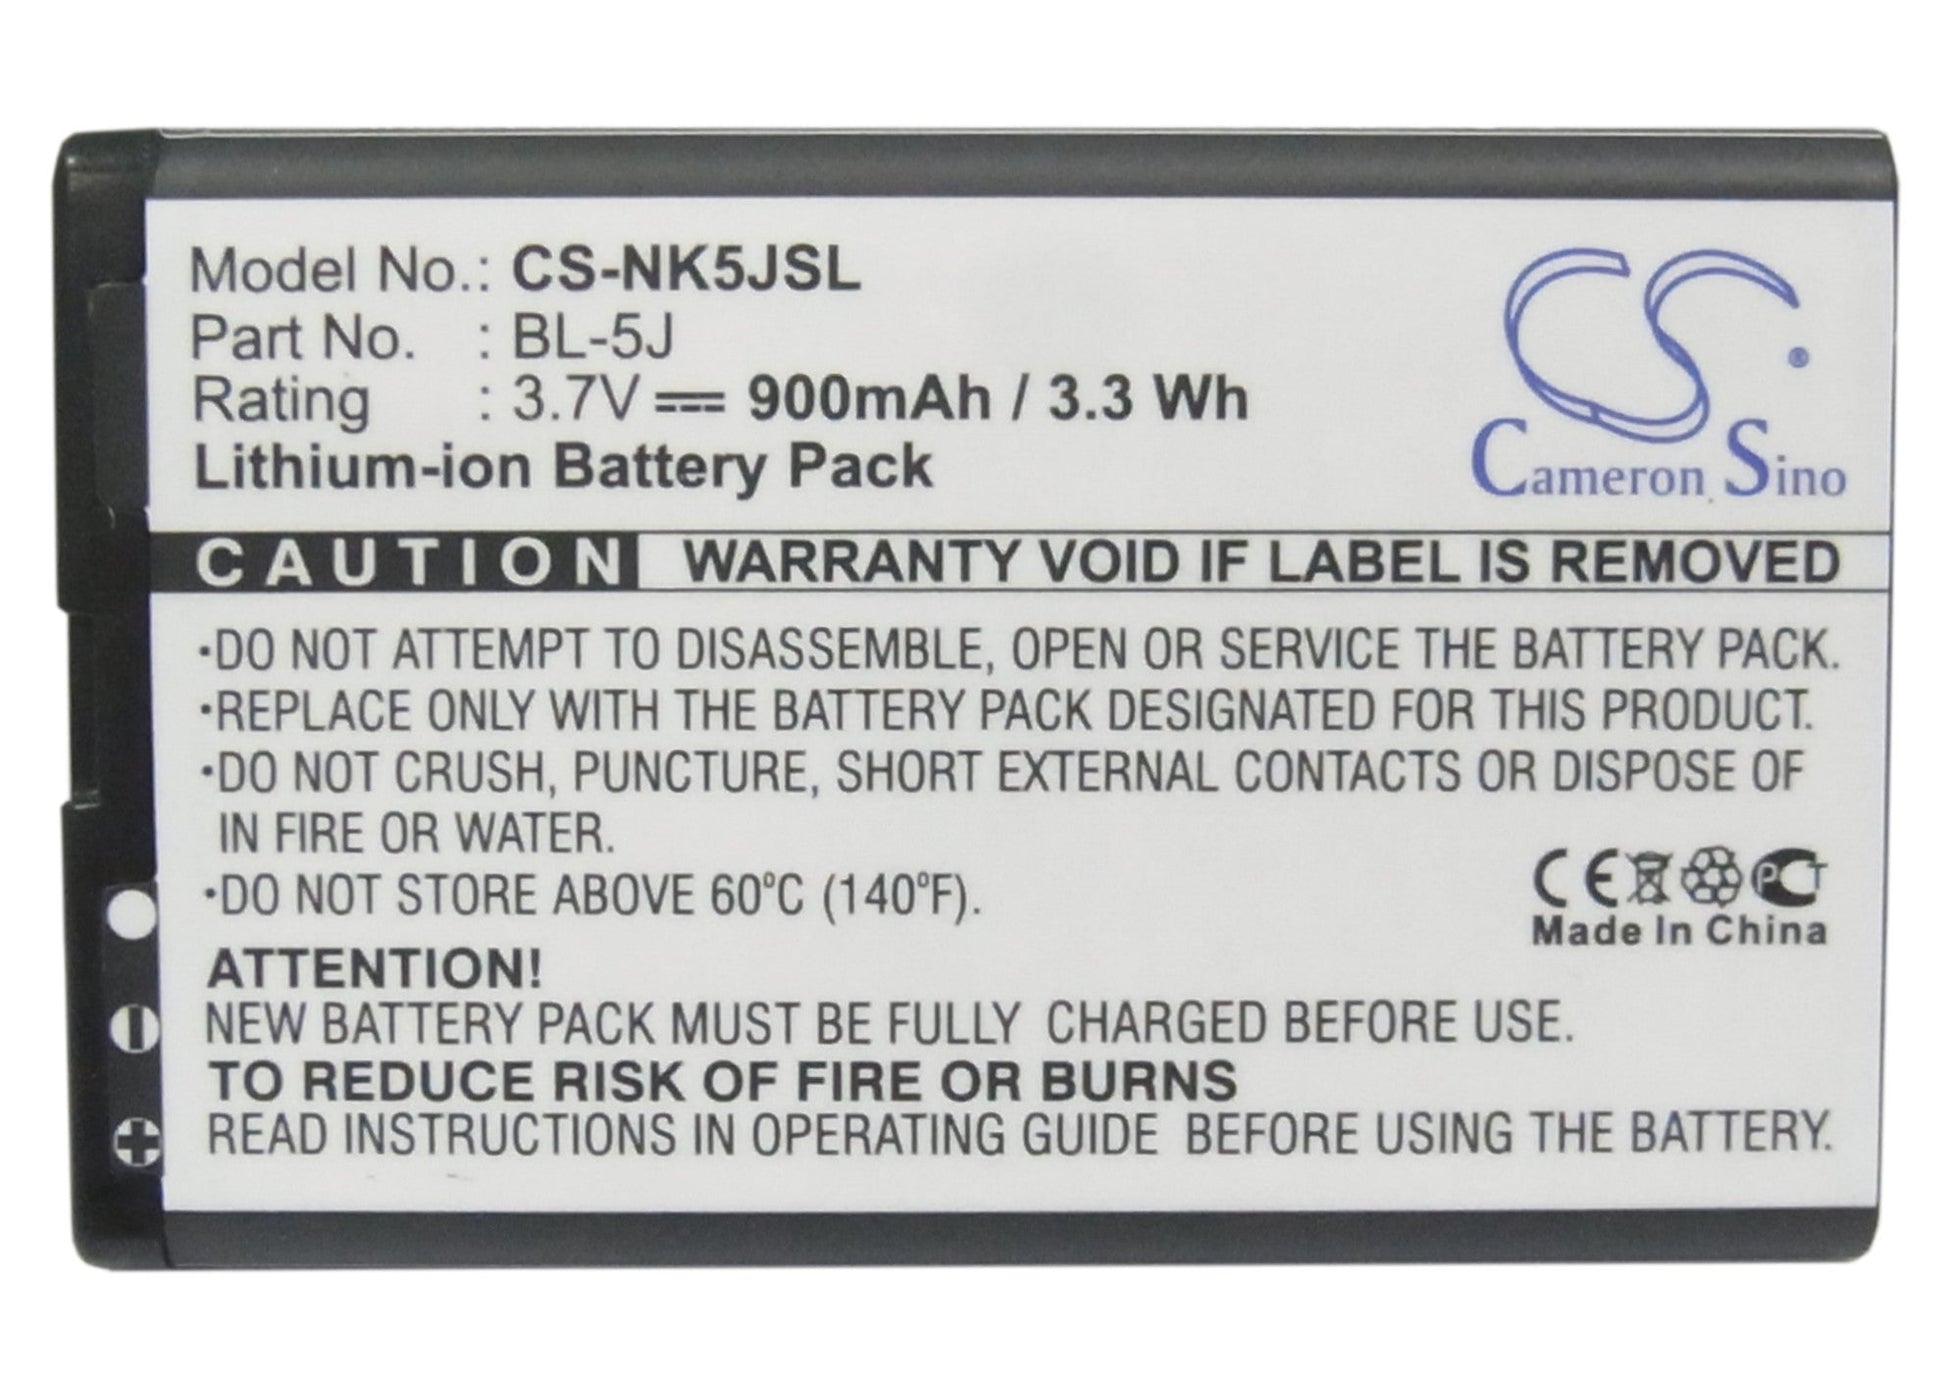 Model No.: CS-NK5JSL
Part No. : BL-5J
Rating : 3.7V ⎓ 900mAh / 3.3 Wh
Lithium-ion Battery Pack
CS ®
Cameron Sino
CAUTION WARRANTY VOID IF LABEL IS REMOVED
·DO NOT ATTEMPT TO DISASSEMBLE, OPEN OR SERVICE THE BATTERY PACK.
·REPLACE ONLY WITH THE BATTERY PACK DESIGNATED FOR THIS PRODUCT.
·DO NOT CRUSH, PUNCTURE, SHORT EXTERNAL CONTACTS OR DISPOSE OF
IN FIRE OR WATER.
·DO NOT STORE ABOVE 60°C (140°F).
CE PCT
Made In China
ATTENTION!
NEW BATTERY PACK MUST BE FULLY CHARGED BEFORE USE.
TO REDUCE RISK OF FIRE OR BURNS
READ INSTRUCTIONS IN OPERATING GUIDE BEFORE USING THE BATTERY.